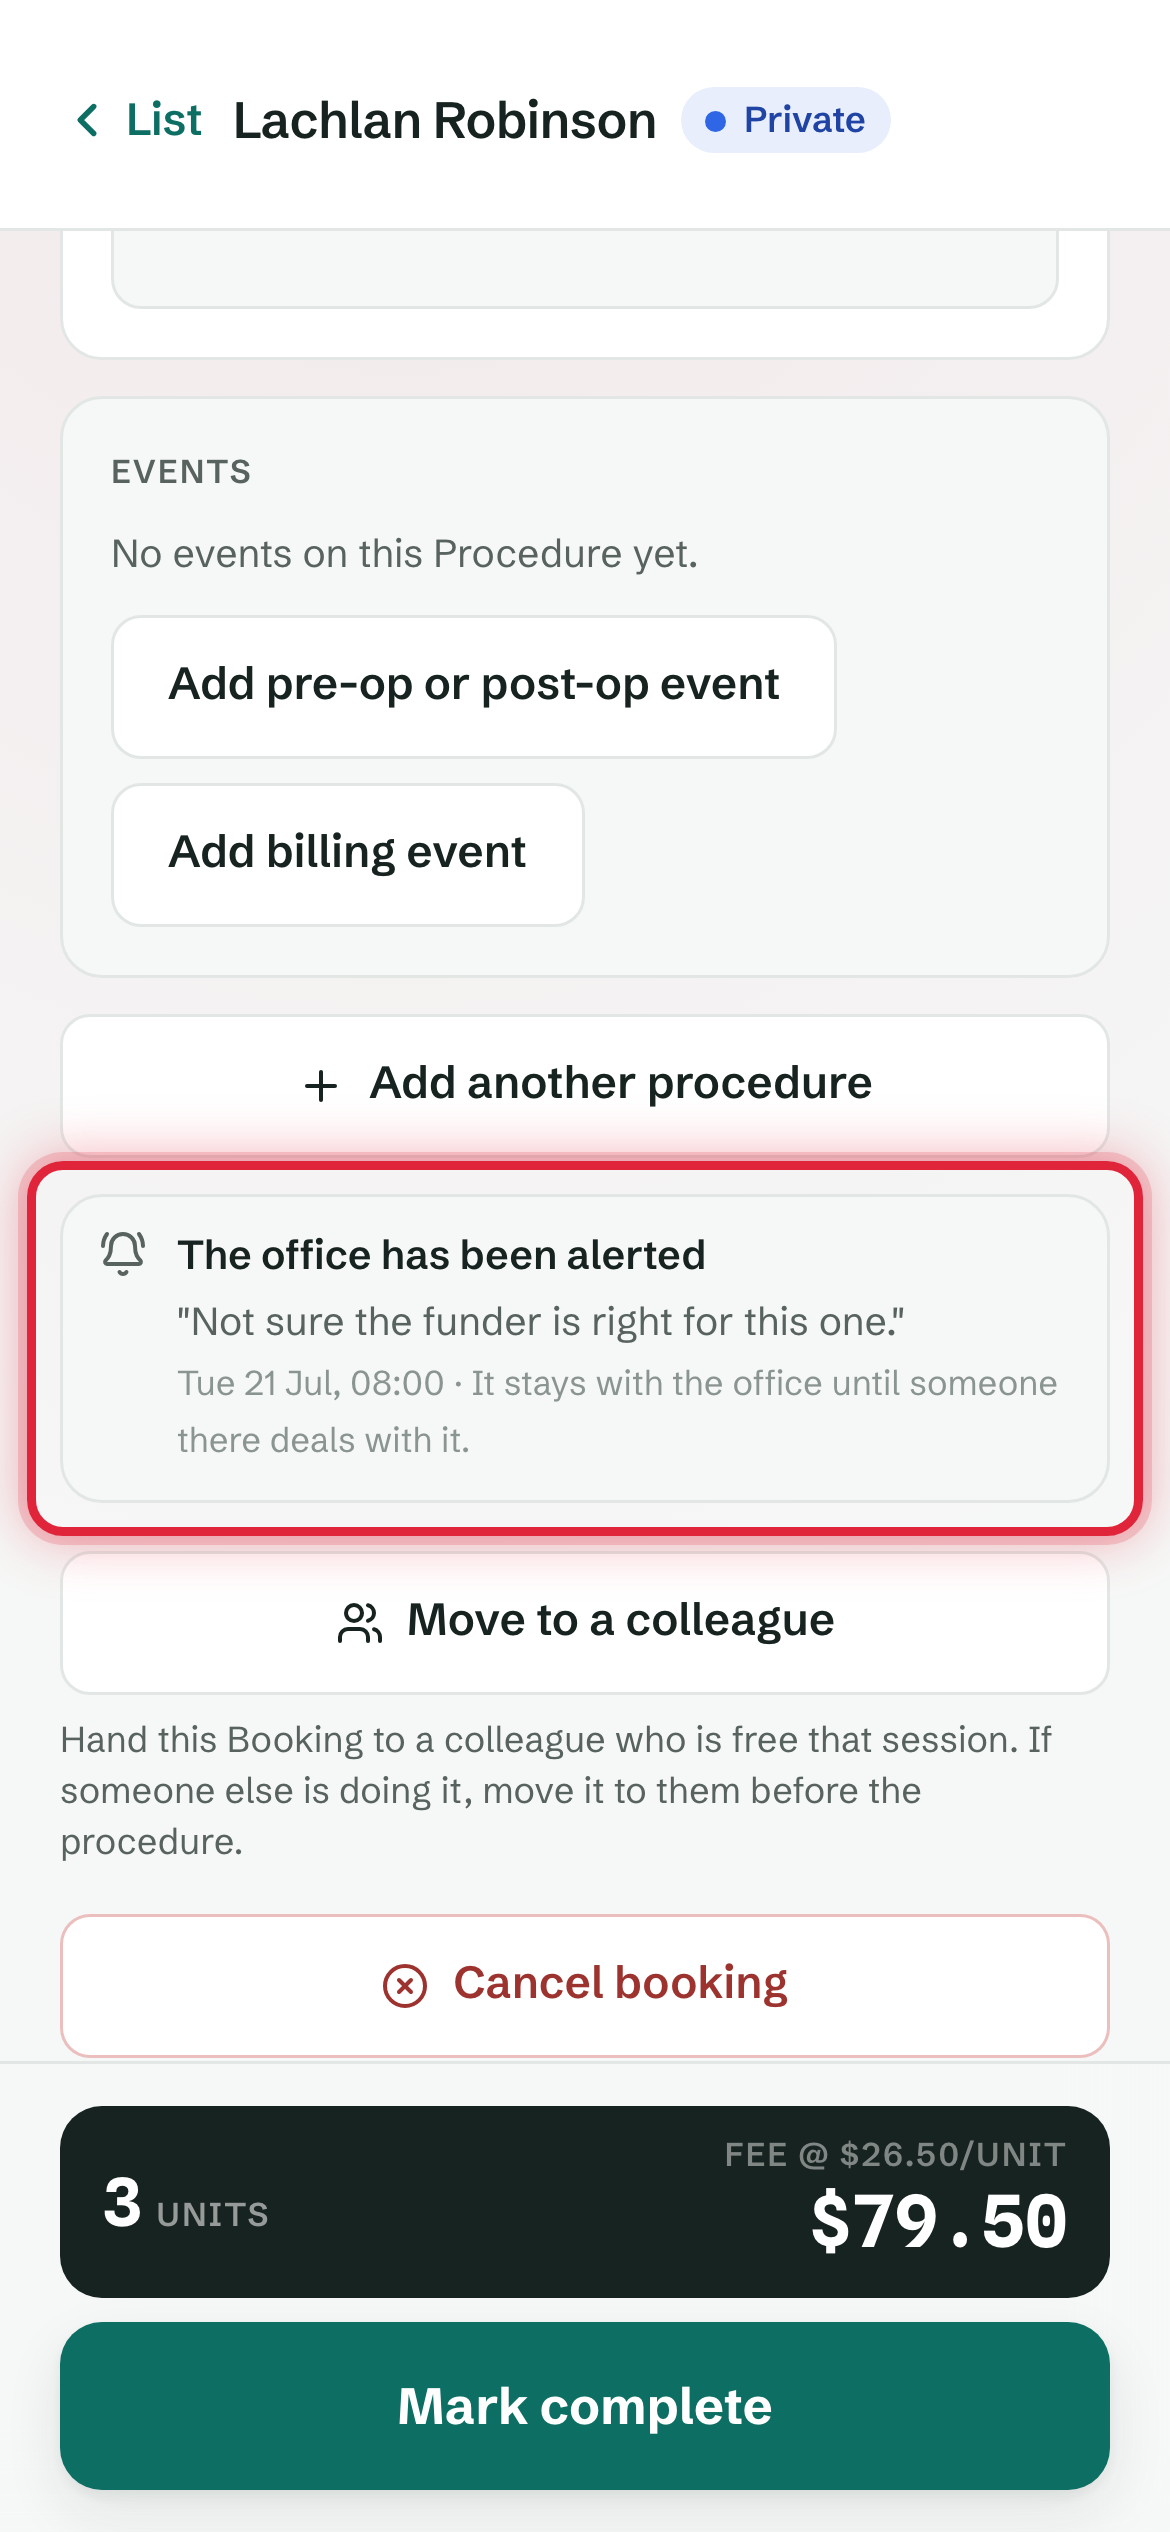 List Lachlan Robinson Private
EVENTS
No events on this Procedure yet.
Add pre-op or post-op event
Add billing event
Add another procedure
The office has been alerted
"Not sure the funder is right for this one."
Tue 21 Jul, 08:00 · It stays with the office until someone
there deals with it.
Move to a colleague
Hand this Booking to a colleague who is free that session. If
someone else is doing it, move it to them before the
procedure.
Cancel booking
FEE @ $26.50/UNIT
3 UNITS
$79.50
Mark complete